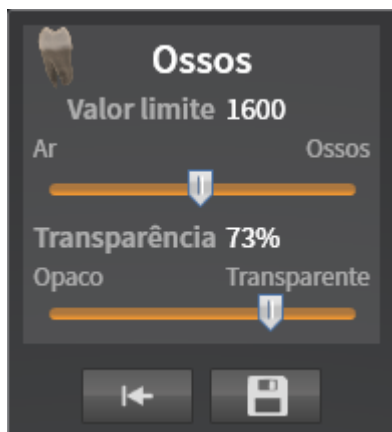 Ossos
Valor limite 1600
Ar Ossos
Transparência 73%
Opaco Transparente